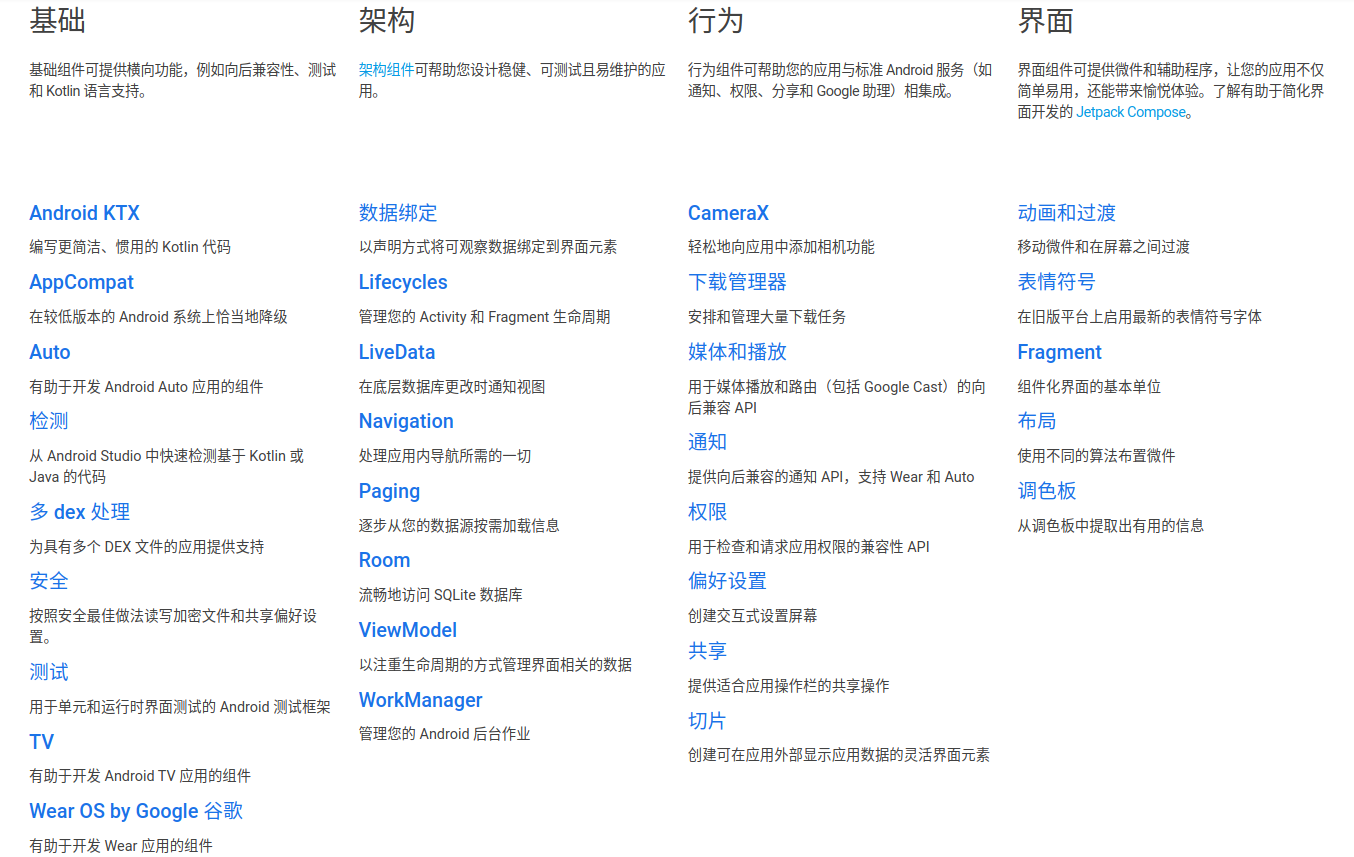 基础
基础组件可提供横向功能，例如向后兼容性、测试
和 Kotlin 语言支持。
Android KTX
编写更简洁、惯用的 Kotlin 代码
AppCompat
在较低版本的 Android 系统上恰当地降级
Auto
有助于开发 Android Auto 应用的组件
检测
从 Android Studio 中快速检测基于 Kotlin 或
Java 的代码
多 dex 处理
为具有多个 DEX 文件的应用提供支持
安全
按照安全最佳做法读写加密文件和共享偏好设
置。
测试
用于单元和运行时界面测试的 Android 测试框架
TV
有助于开发 Android TV 应用的组件
Wear OS by Google 谷歌
有助于开发 Wear 应用的组件
架构
架构组件可帮助您设计稳健、可测试且易维护的应
用。
数据绑定
以声明方式将可观察数据绑定到界面元素
Lifecycles
管理您的 Activity 和 Fragment 生命周期
LiveData
在底层数据库更改时通知视图
Navigation
处理应用内导航所需的一切
Paging
逐步从您的数据源按需加载信息
Room
流畅地访问 SQLite 数据库
ViewModel
以注重生命周期的方式管理界面相关的数据
WorkManager
管理您的 Android 后台作业
行为
行为组件可帮助您的应用与标准 Android 服务（如
通知、权限、分享和 Google 助理）相集成。
CameraX
轻松地向应用中添加相机功能
下载管理器
安排和管理大量下载任务
媒体和播放
用于媒体播放和路由（包括 Google Cast）的向
后兼容 API
通知
提供向后兼容的通知 API，支持 Wear 和 Auto
权限
用于检查和请求应用权限的兼容性 API
偏好设置
创建交互式设置屏幕
共享
提供适合应用操作栏的共享操作
切片
创建可在应用外部显示应用数据的灵活界面元素
界面
界面组件可提供微件和辅助程序，让您的应用不仅
简单易用，还能带来愉悦体验。了解有助于简化界
面开发的 Jetpack Compose。
动画和过渡
移动微件和在屏幕之间过渡
表情符号
在旧版平台上启用最新的表情符号字体
Fragment
组件化界面的基本单位
布局
使用不同的算法布置微件
调色板
从调色板中提取出有用的信息